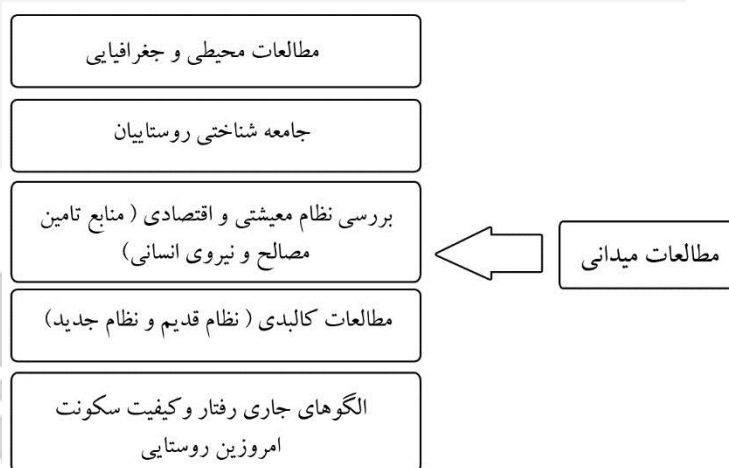 مطالعات میدانی
مطالعات محیطی و جغرافیایی
جامعه شناختی روستاییان
بررسی نظام معیشتی و اقتصادی ( منابع تامین
مصالح و نیروی انسانی)
مطالعات کالبدی ( نظام قدیم و نظام جدید)
الگوهای جاری رفتار وکیفیت سکونت
امروزین روستایی